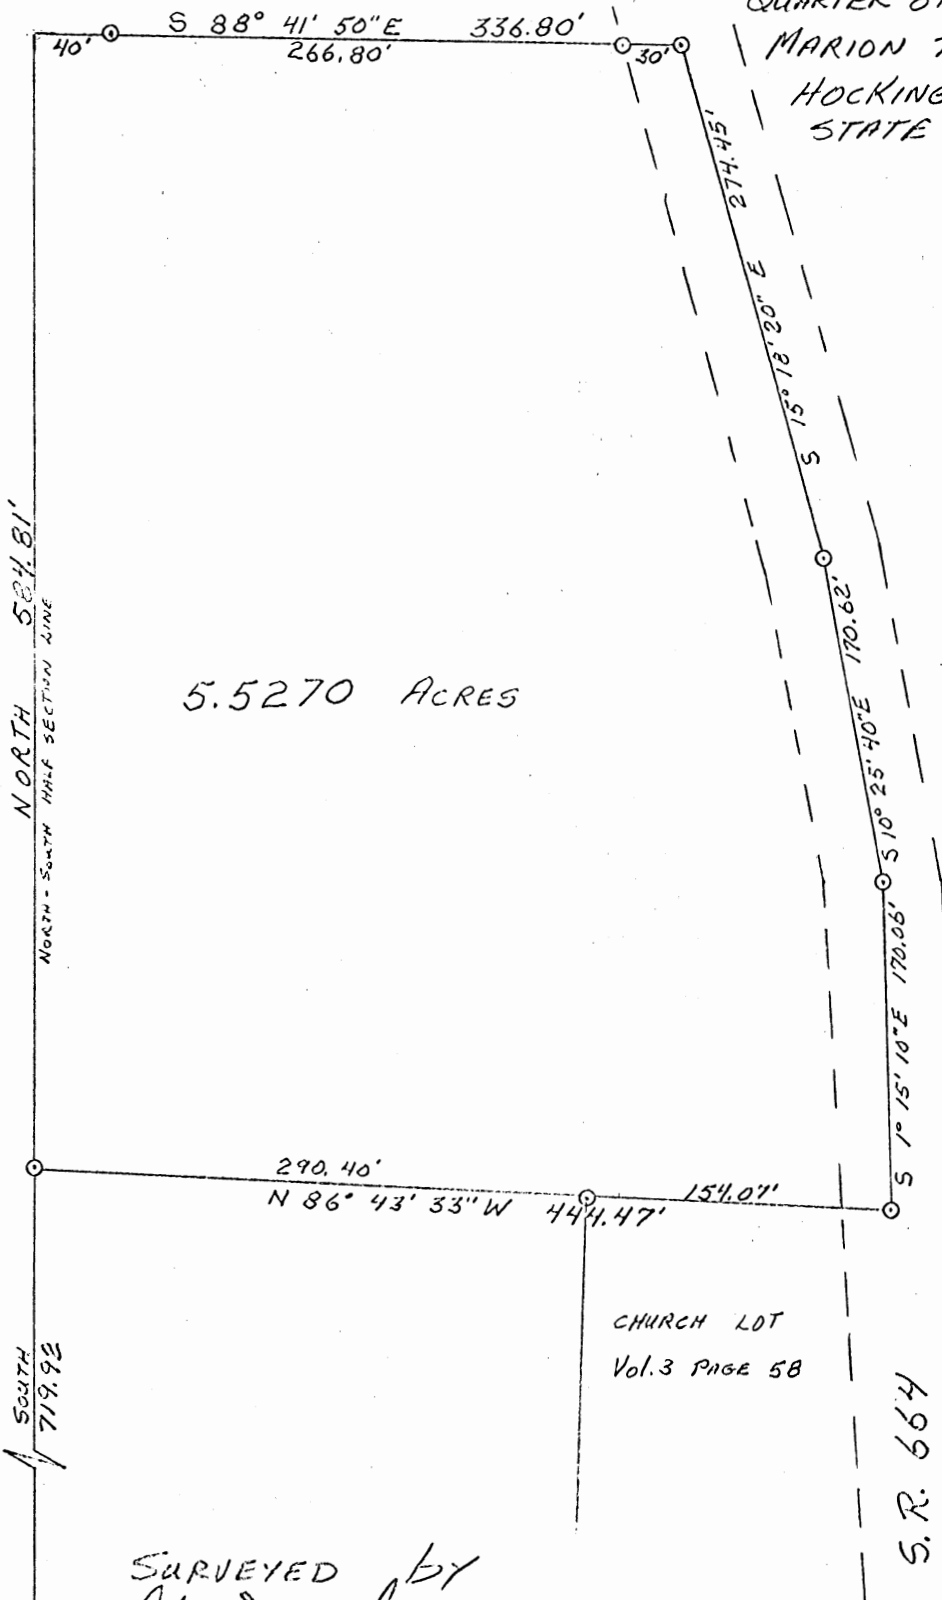 QUARTER
MARION
HOCKING
STATE
S 88° 41' 50" E 336.80'
40' 266.80' 30'
274.45'
S 15° 18' 20" E
170.62'
S 10° 25' 40" E
170.06'
S 1° 15' 10" E
NORTH 584.81'
NORTH - SOUTH HALF SECTION LINE
5.5270 ACRES
290.40' 154.07'
N 86° 43' 33" W 444.47'
CHURCH LOT
Vol.3 PAGE 58
SOUTH
719.93
S.R. 664
SURVEYED by